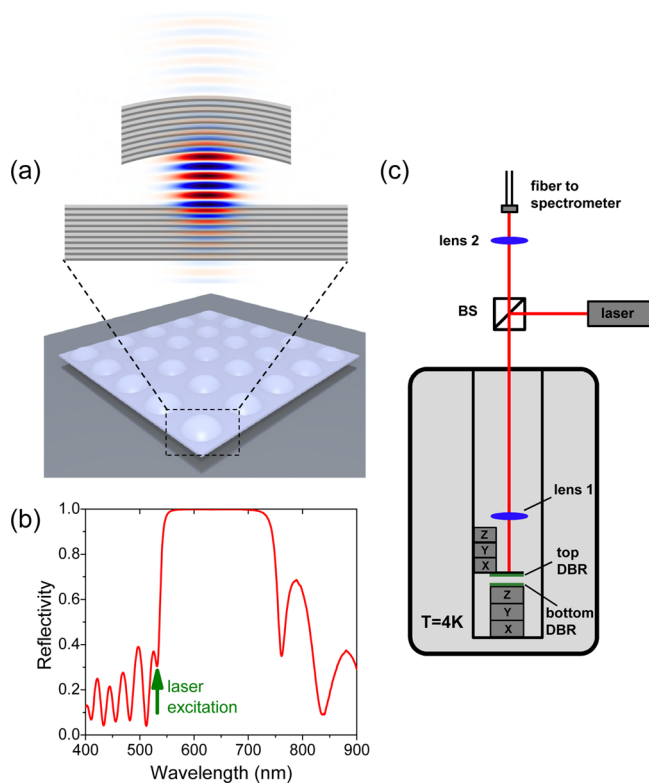 (a)
(c)
fiber to
spectrometer
lens 2
BS
laser
lens 1
Z
Y
X
top
DBR
Z
Y
X
bottom
DBR
T=4K
(b)
1.0
0.8
0.6
0.4
0.2
0.0
Reflectivity
laser
excitation
400 500 600 700 800 900
Wavelength (nm)